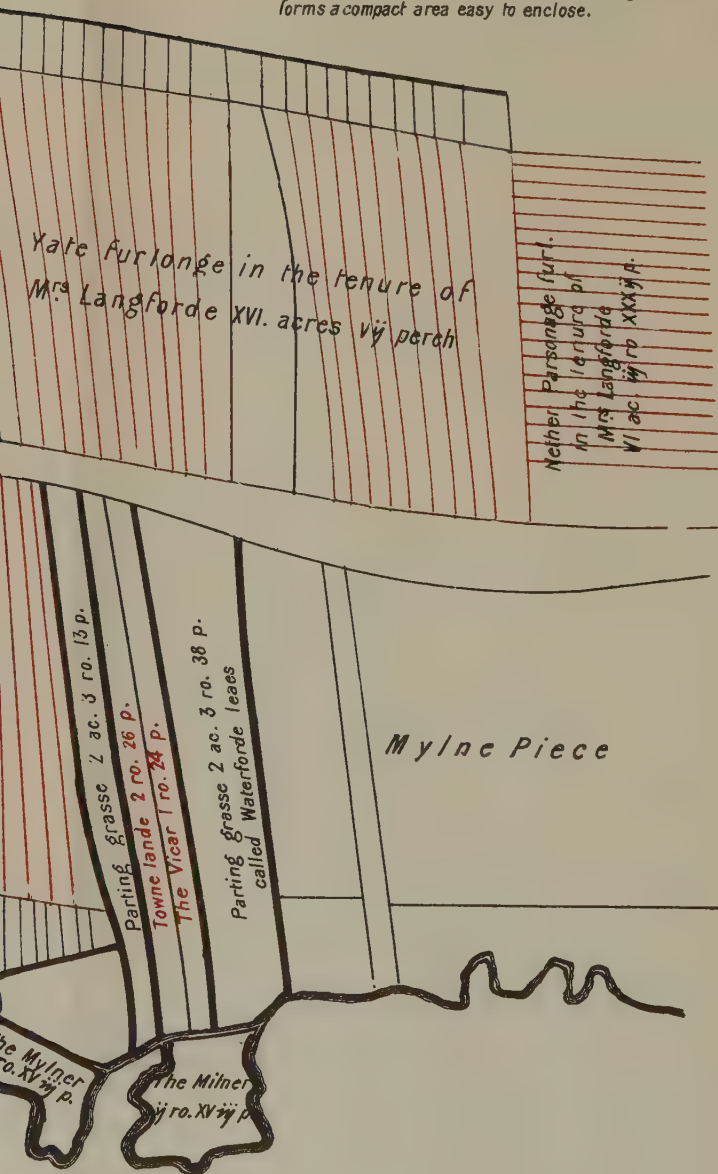 forms a compact area easy to enclose.
Yate furlonge in the tenure of
Mrs Langforde XVI. acres vij perch
Nether Parsonage furl.
in the tenure of
Mrs Langforde
VI ac. iij ro XXXIIJ p.
Parting grasse 2 ac. 3 ro. 13 p.
Towne lande 2 ro. 26 p.
The Vicar 1 ro. 24 p.
Parting grasse 2 ac. 3 ro. 38 p.
called Waterforde leaes
Mylne Piece
The Mylner
ro. XV iij p.
The Milner
ij ro. XV iij p